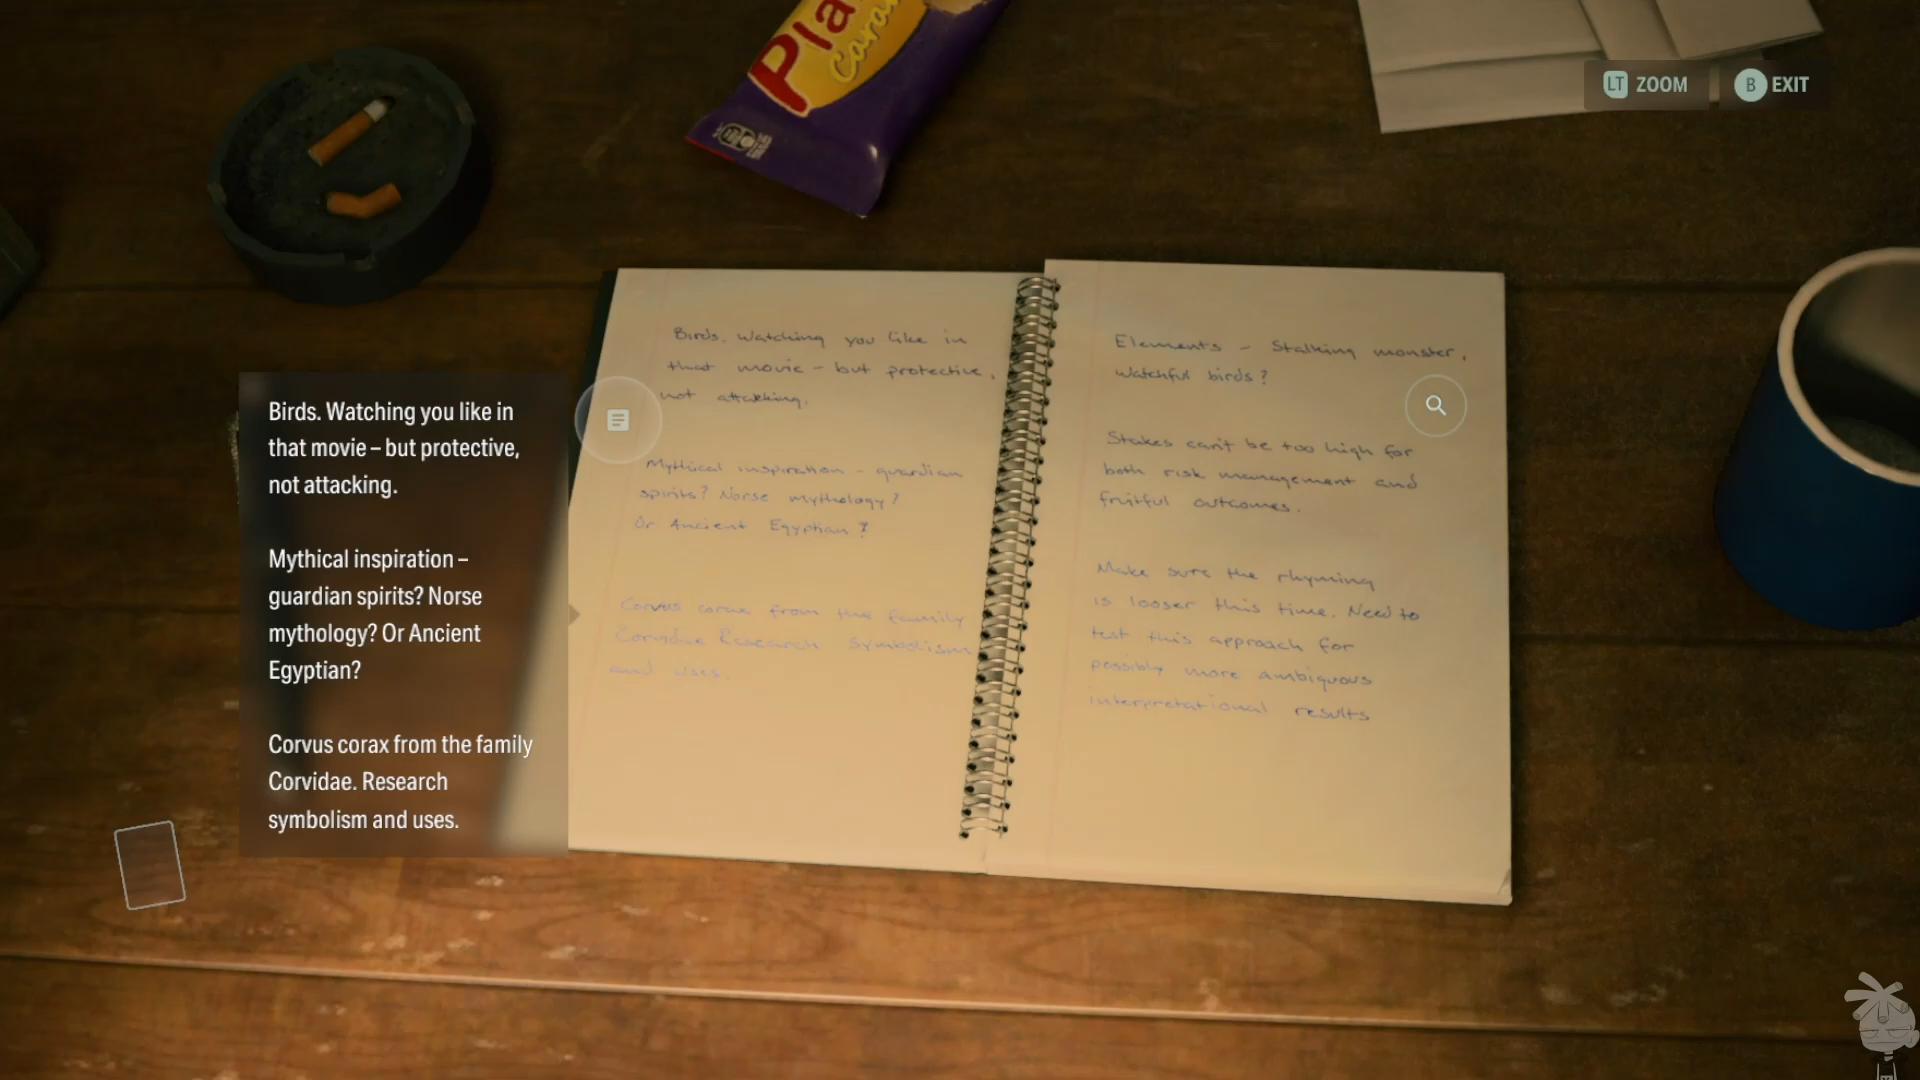 Pla
Caram
LT ZOOM
B EXIT
Birds. Watching you like in
that movie – but protective,
not attacking.
Mythical inspiration –
guardian spirits? Norse
mythology? Or Ancient
Egyptian?
Corvus corax from the family
Corvidae. Research
symbolism and uses.
Birds. Watching you like in
that movie – but protective,
not attacking.
Mythical inspiration – guardian
spirits? Norse mythology?
Or Ancient Egyptian?
Corvus corax from the family
Corvidae Research Symbolism
and uses.
Elements – Stalking monster,
Watchful birds?
Stakes can't be too high for
both risk management and
fruitful outcomes.
Make sure the rhyming
is looser this time. Need to
test this approach for
possibly more ambiguous
interpretational results